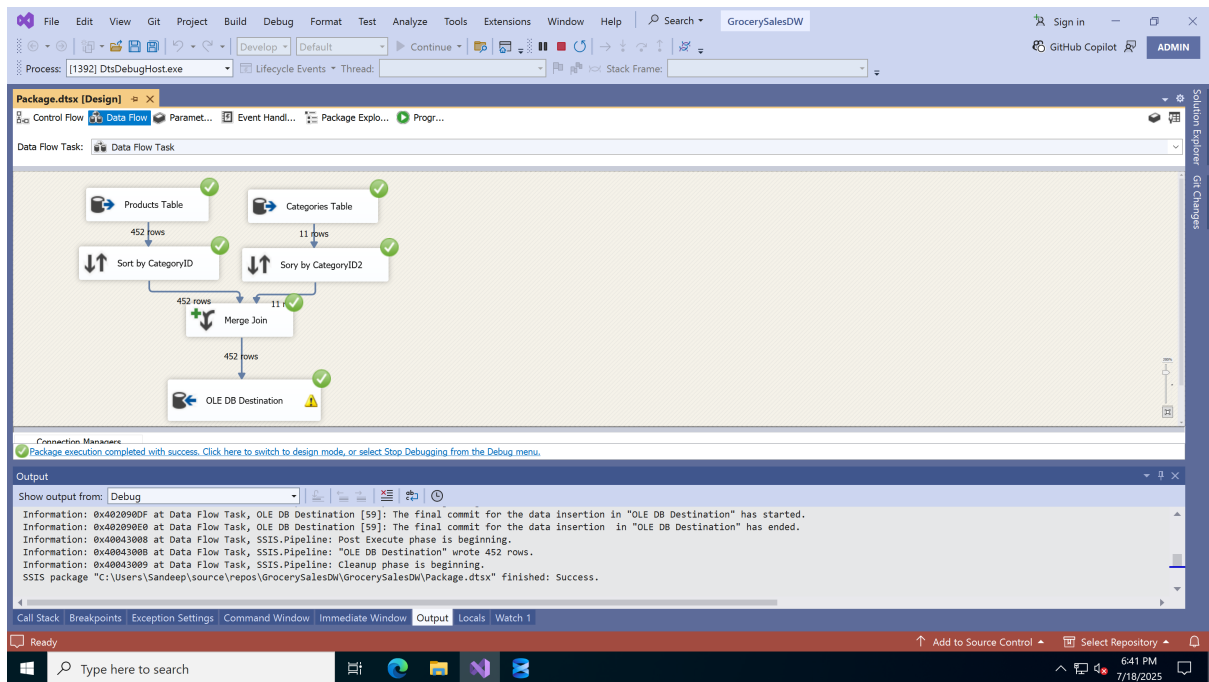 File Edit View Git Project Build Debug Format Test Analyze Tools Extensions Window Help Search GrocerySalesDW Sign in
Develop Default Continue GitHub Copilot ADMIN
Process: [1392] DtsDebugHost.exe Lifecycle Events Thread: Stack Frame:
Package.dtsx [Design]
Control Flow Data Flow Paramet... Event Handl... Package Explo... Progr...
Data Flow Task: Data Flow Task
Solution Explorer
Git Changes
Products Table Categories Table
452 rows 11 rows
Sort by CategoryID Sory by CategoryID2
452 rows 11
Merge Join
452 rows
OLE DB Destination
Connection Managers
Package execution completed with success. Click here to switch to design mode, or select Stop Debugging from the Debug menu.
Output
Show output from: Debug
Information: 0x402090DF at Data Flow Task, OLE DB Destination [59]: The final commit for the data insertion in "OLE DB Destination" has started.
Information: 0x402090E0 at Data Flow Task, OLE DB Destination [59]: The final commit for the data insertion  in "OLE DB Destination" has ended.
Information: 0x40043008 at Data Flow Task, SSIS.Pipeline: Post Execute phase is beginning.
Information: 0x4004300B at Data Flow Task, SSIS.Pipeline: "OLE DB Destination" wrote 452 rows.
Information: 0x40043009 at Data Flow Task, SSIS.Pipeline: Cleanup phase is beginning.
SSIS package "C:\Users\Sandeep\source\repos\GrocerySalesDW\GrocerySalesDW\Package.dtsx" finished: Success.
Call Stack Breakpoints Exception Settings Command Window Immediate Window Output Locals Watch 1
Ready Add to Source Control Select Repository
Type here to search 6:41 PM
7/18/2025